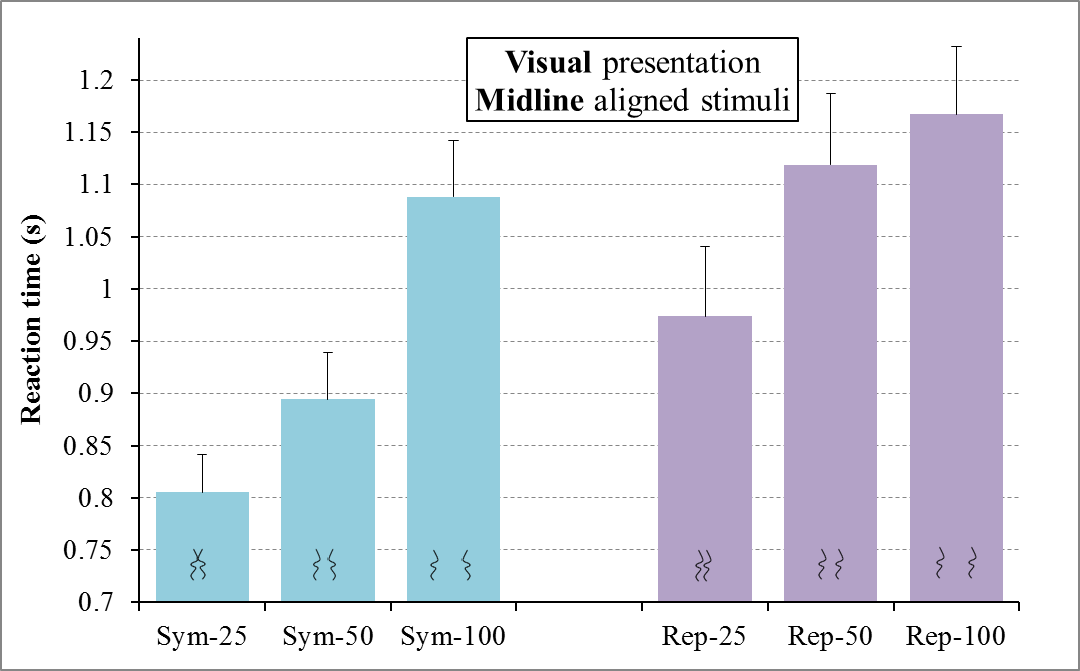 Visual presentation
Midline aligned stimuli
Reaction time (s)
1.2
1.15
1.1
1.05
1
0.95
0.9
0.85
0.8
0.75
0.7
Sym-25 Sym-50 Sym-100 Rep-25 Rep-50 Rep-100